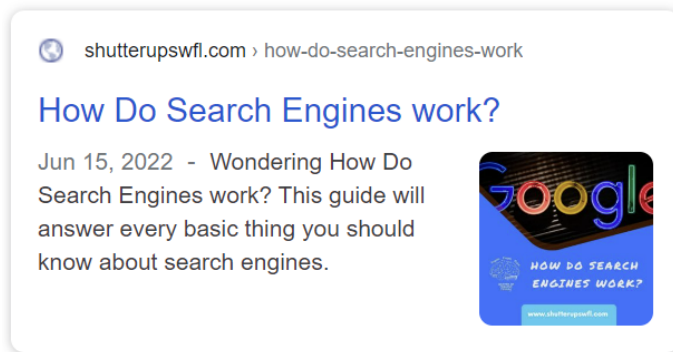 shutterupswfl.com › how-do-search-engines-work
How Do Search Engines work?
Jun 15, 2022 - Wondering How Do
Search Engines work? This guide will
answer every basic thing you should
know about search engines.
Google
HOW DO SEARCH
ENGINES WORK?
www.shutterupswfl.com